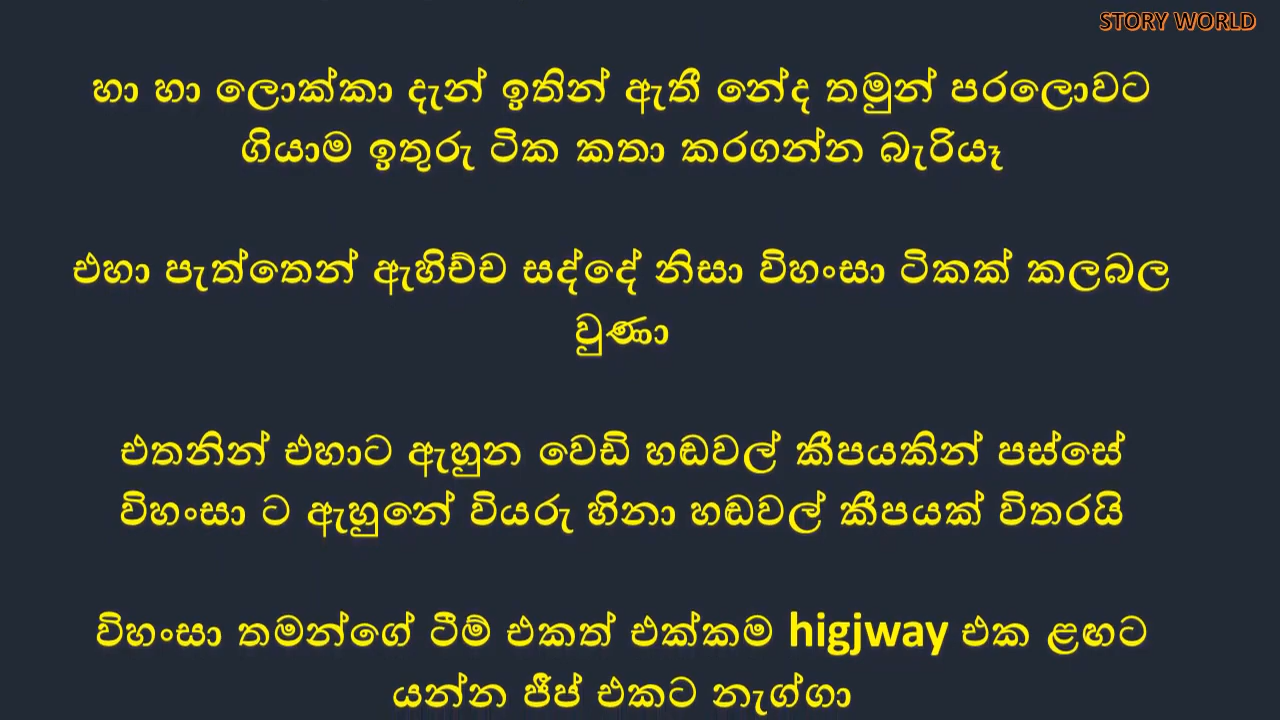 STORY WORLD
හා හා ලොක්කා දැන් ඉතින් ඇතී නේද තමුන් පරලොවට
ගියාම ඉතුරු ටික කතා කරගන්න බැරියෑ
එහා පැත්තෙන් ඇහිච්ච සද්දේ නිසා විහංසා ටිකක් කලබල
වුණා
එතනින් එහාට ඇහුන වෙඩි හඬවල් කීපයකින් පස්සේ
විහංසා ට ඇහුනේ වියරු හිනා හඬවල් කීපයක් විතරයි
විහංසා තමන්ගේ ටීම් එකත් එක්කම higjway එක ළඟට
යන්න ජීප් එකට නැග්ගා